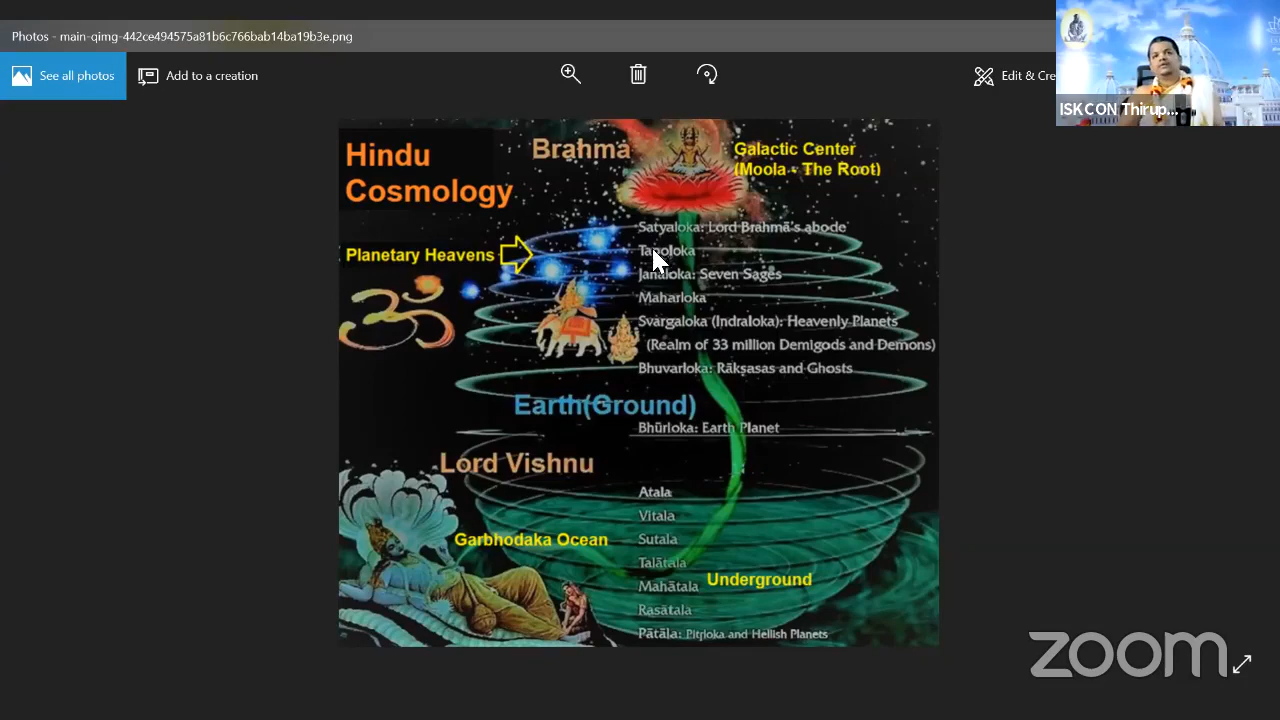 Photos - main-qimg-442ce494575a81b6c766bab14ba19b3e.png
See all photos
Add to a creation
Edit & Cre
ISKCON Thirup...
Hindu
Cosmology
Brahma
Galactic Center
(Moola - The Root)
Satyaloka: Lord Brahmā's abode
Planetary Heavens
Tapoloka
Janaloka: Seven Sages
Maharloka
Svargaloka (Indraloka): Heavenly Planets
(Realm of 33 million Demigods and Demons)
Bhuvarloka: Rākṣasas and Ghosts
ॐ
Earth(Ground)
Bhūrloka: Earth Planet
Lord Vishnu
Atala
Vitala
Garbhodaka Ocean
Sutala
Talātala
Mahātala
Underground
Rasātala
Pātāla: Pitṛloka and Hellish Planets
zoom